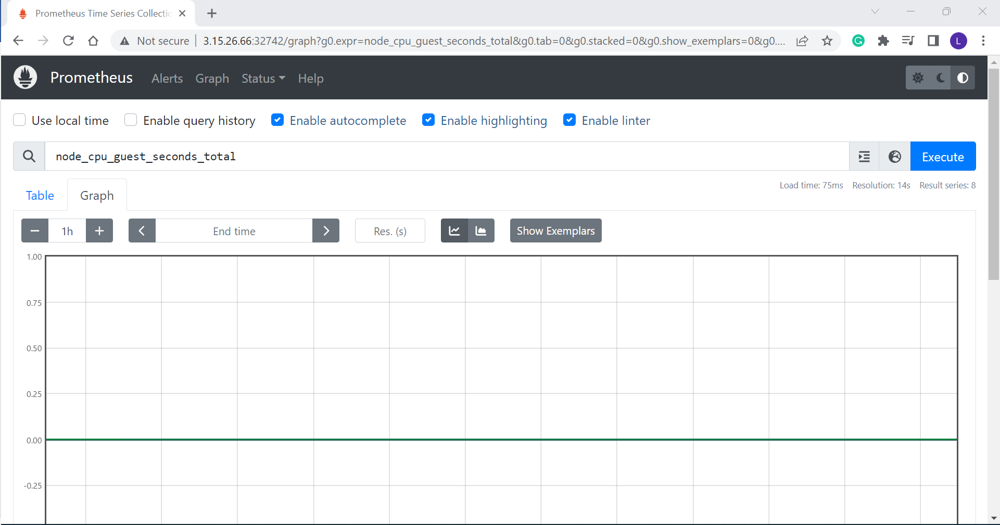 Prometheus Time Series Collectio
Not secure 3.15.26.66:32742/graph?g0.expr=node_cpu_guest_seconds_total&g0.tab=0&g0.stacked=0&g0.show_exemplars=0&g0....
L
Prometheus Alerts Graph Status Help
Use local time Enable query history Enable autocomplete Enable highlighting Enable linter
node_cpu_guest_seconds_total Execute
Load time: 75ms Resolution: 14s Result series: 8
Table Graph
1h End time Res. (s) Show Exemplars
1.00
0.75
0.50
0.25
0.00
-0.25